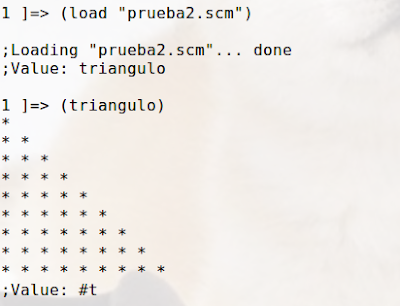 1 ]=> (load "prueba2.scm")
;Loading "prueba2.scm"... done
;Value: triangulo
1 ]=> (triangulo)
*
* *
* * *
* * * *
* * * * *
* * * * * *
* * * * * * *
* * * * * * * *
* * * * * * * * *
;Value: #t